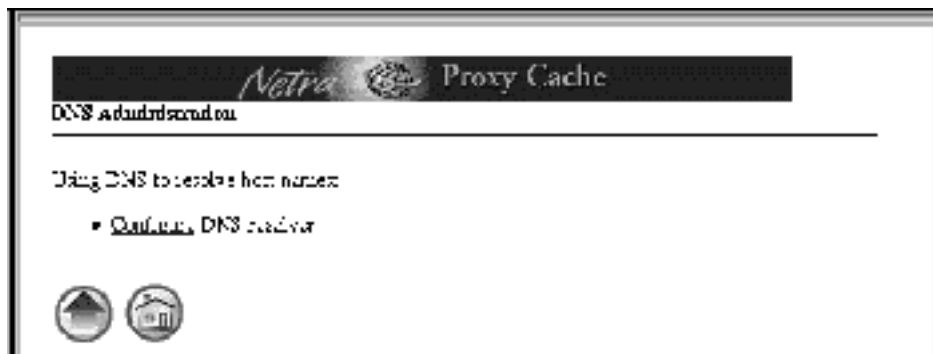 Netra Proxy Cache
DNS Administration
Using DNS to resolve host names:
• Configure DNS resolver